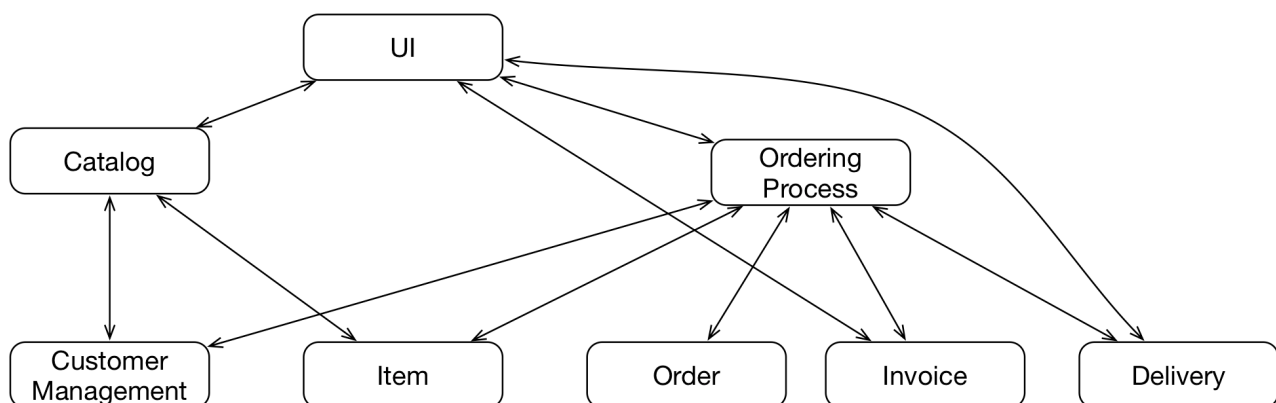 UI
Catalog
Ordering
Process
Customer
Management
Item
Order
Invoice
Delivery